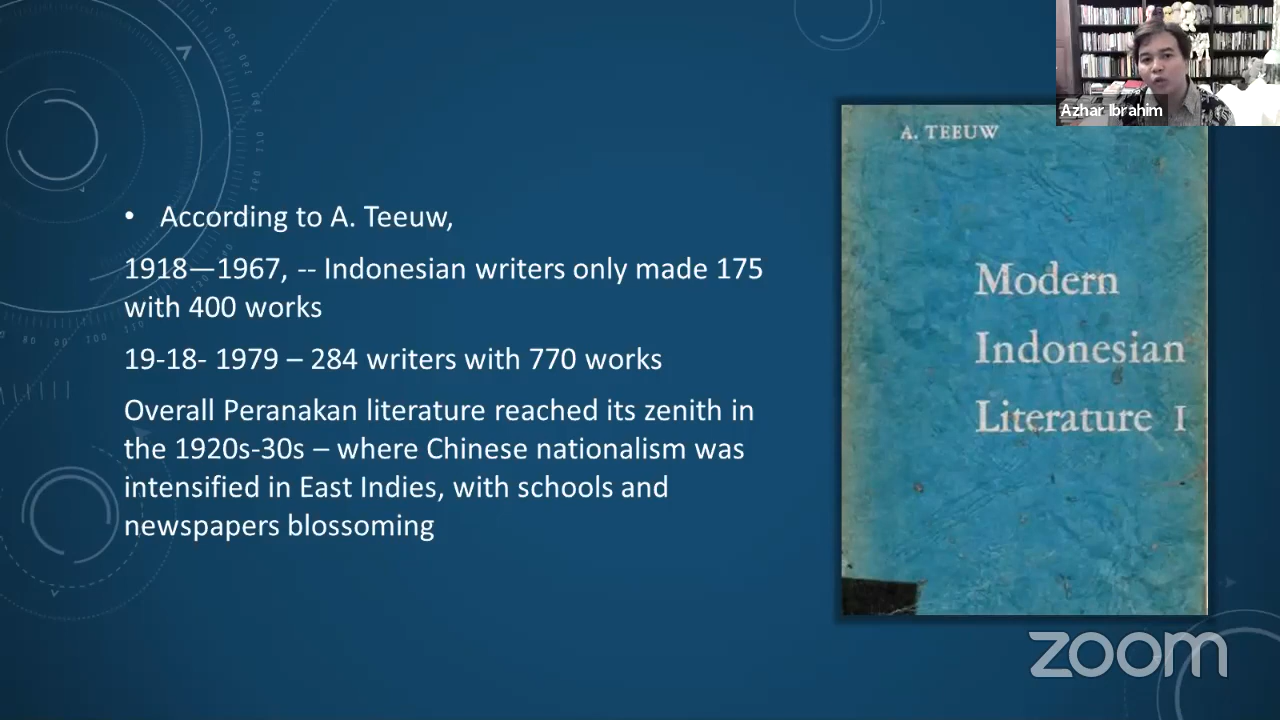 Azhar Ibrahim
• According to A. Teeuw,
1918—1967, -- Indonesian writers only made 175
with 400 works
19-18- 1979 – 284 writers with 770 works
Overall Peranakan literature reached its zenith in
the 1920s-30s – where Chinese nationalism was
intensified in East Indies, with schools and
newspapers blossoming
A. TEEUW
Modern
Indonesian
Literature I
zoom